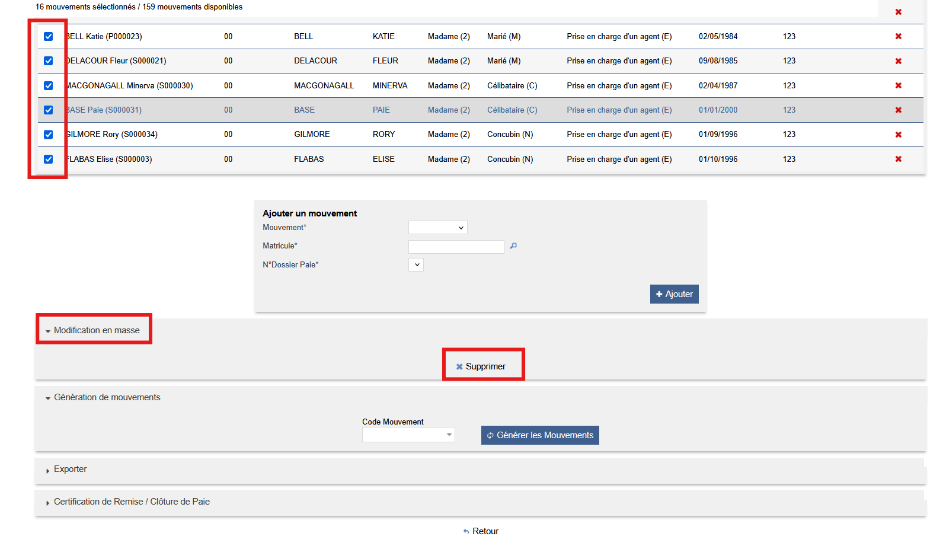 16 mouvements sélectionnés / 159 mouvements disponibles
BELL Katie (P000023) 00 BELL KATIE Madame (2) Marié (M) Prise en charge d'un agent (E) 02/05/1984 123
DELACOUR Fleur (S000021) 00 DELACOUR FLEUR Madame (2) Marié (M) Prise en charge d'un agent (E) 09/08/1985 123
MACGONAGALL Minerva (S000030) 00 MACGONAGALL MINERVA Madame (2) Célibataire (C) Prise en charge d'un agent (E) 02/04/1987 123
BASE Paie (S000031) 00 BASE PAIE Madame (2) Célibataire (C) Prise en charge d'un agent (E) 01/01/2000 123
GILMORE Rory (S000034) 00 GILMORE RORY Madame (2) Concubin (N) Prise en charge d'un agent (E) 01/09/1996 123
FLABAS Elise (S000003) 00 FLABAS ELISE Madame (2) Concubin (N) Prise en charge d'un agent (E) 01/10/1996 123
Ajouter un mouvement
Mouvement*
Matricule*
N°Dossier Paie*
Ajouter
Modification en masse
Supprimer
Génération de mouvements
Code Mouvement
Générer les Mouvements
Exporter
Certification de Remise / Clôture de Paie
Retour